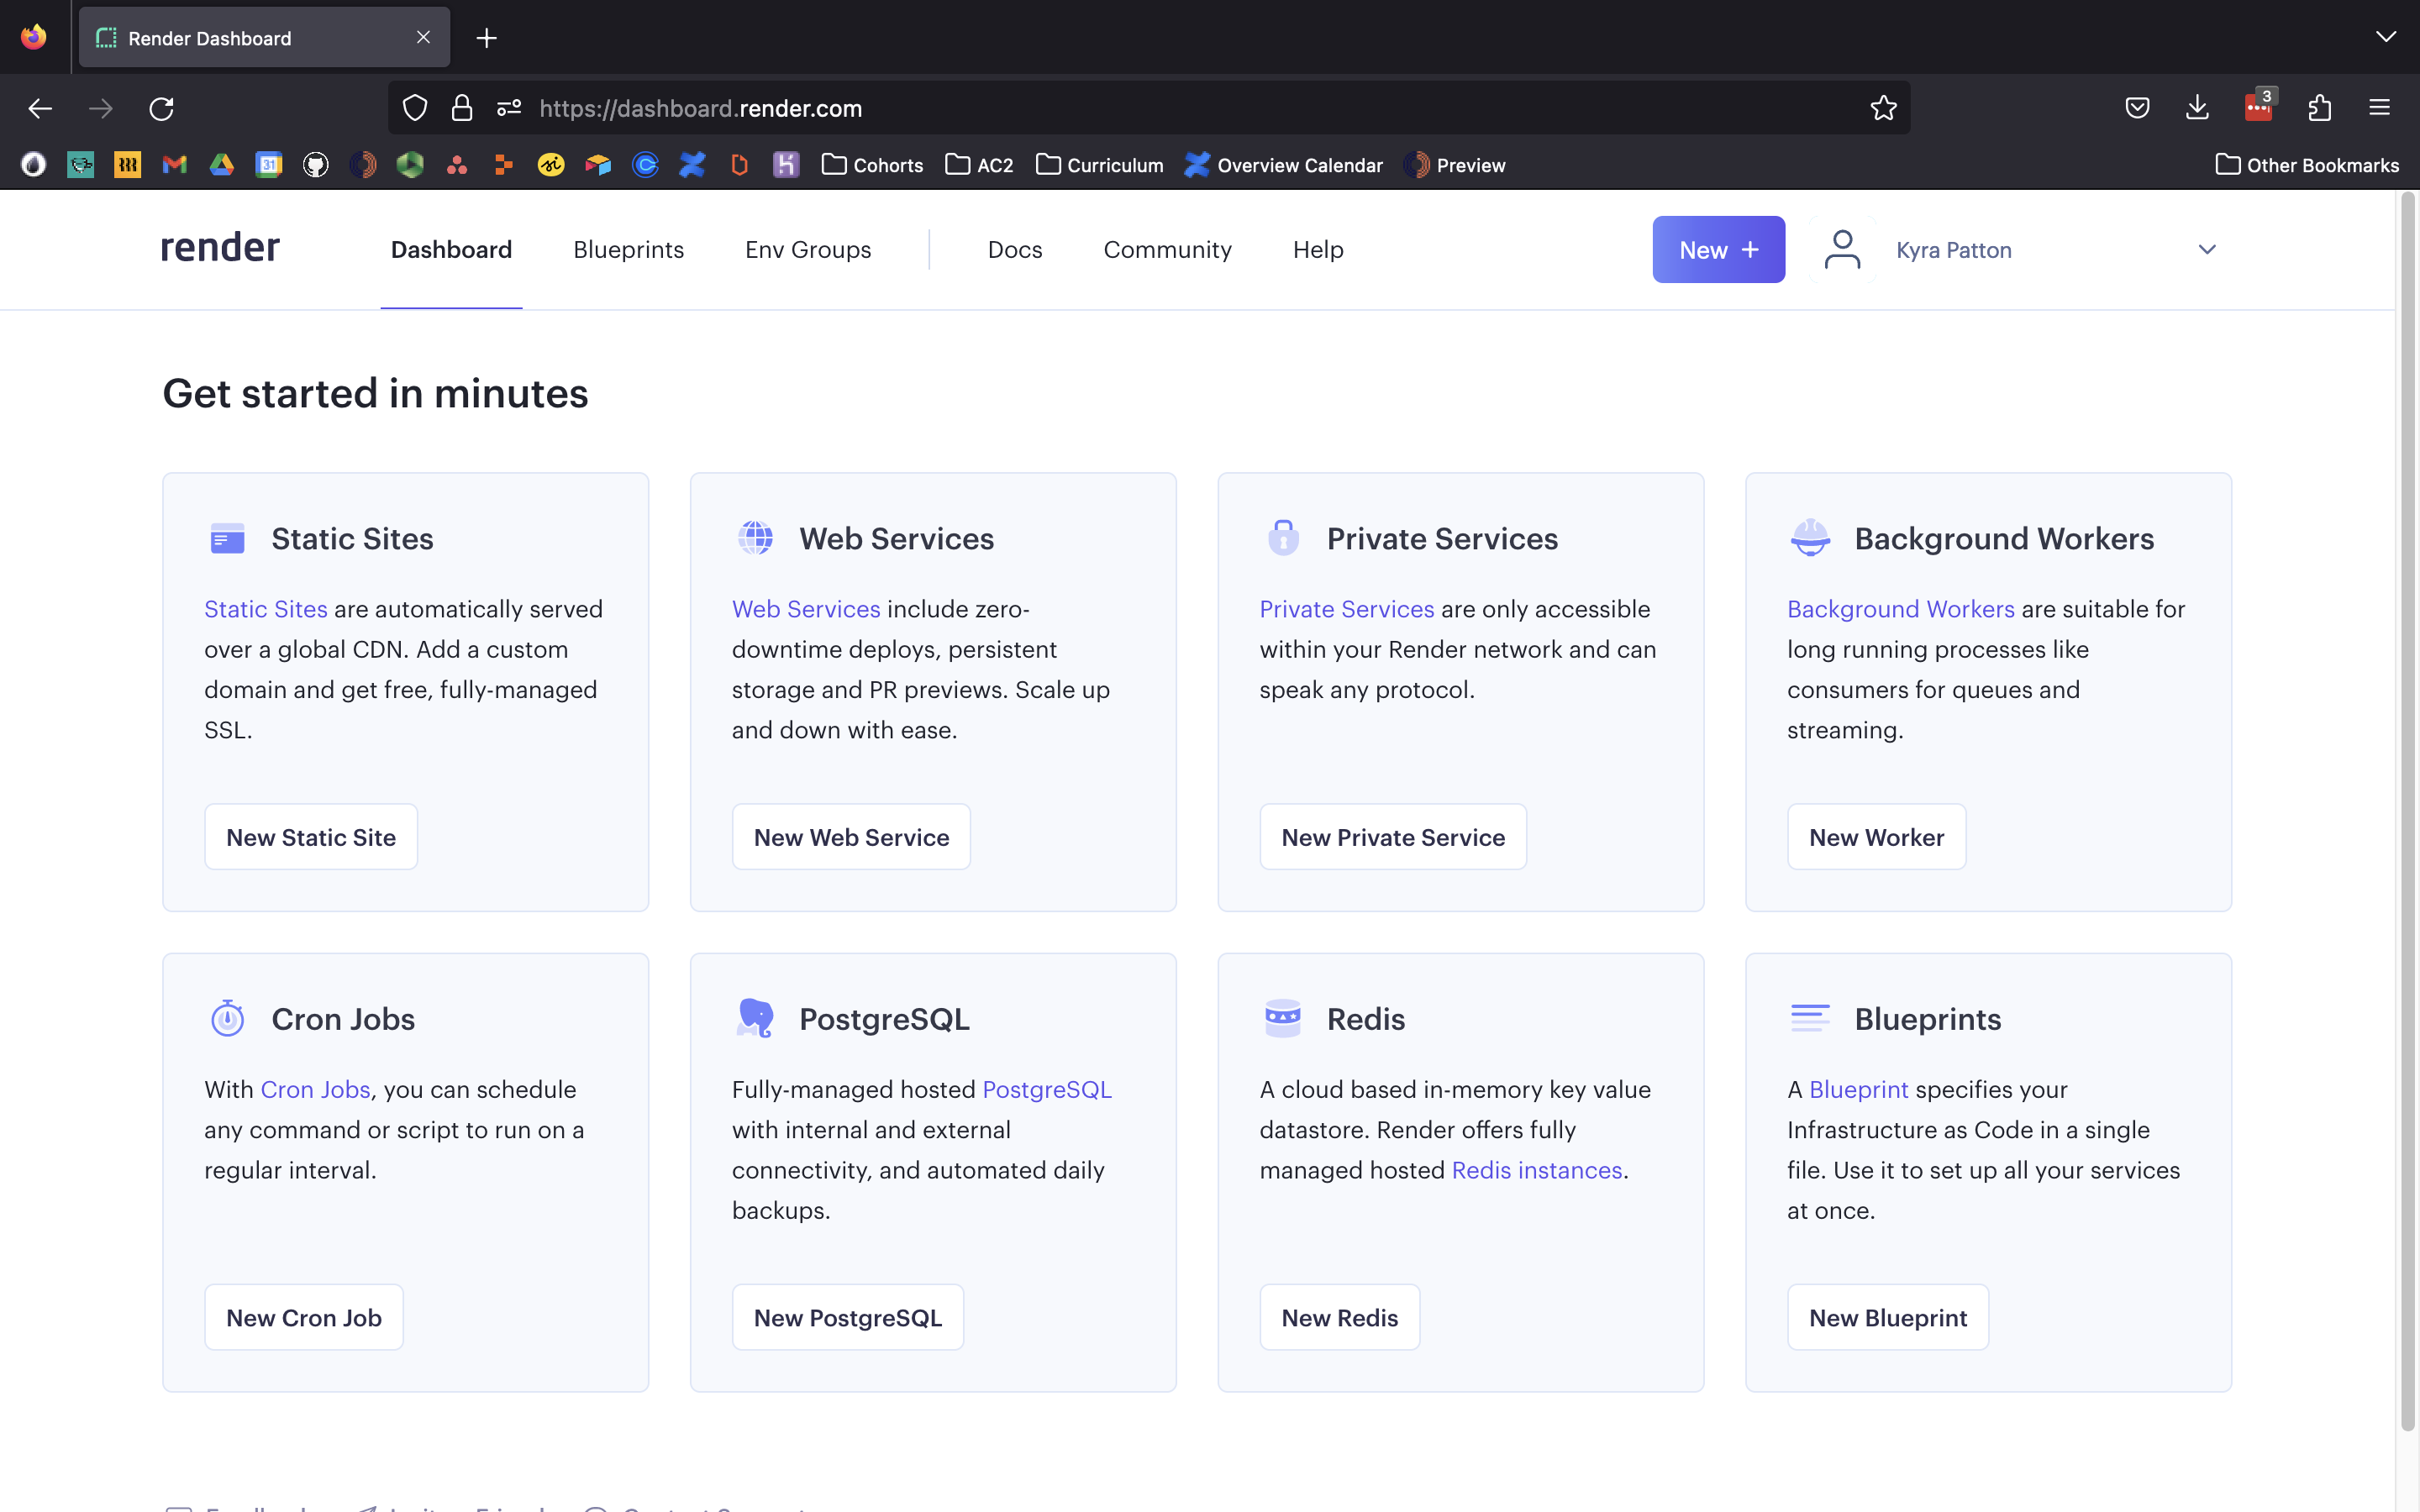 Render Dashboard
https://dashboard.render.com
3
31
Cohorts
AC2
Curriculum
Overview Calendar
Preview
Other Bookmarks
render
Dashboard
Blueprints
Env Groups
Docs
Community
Help
New +
Kyra Patton
Get started in minutes
Static Sites
Static Sites are automatically served
over a global CDN. Add a custom
domain and get free, fully-managed
SSL.
New Static Site
Web Services
Web Services include zero-
downtime deploys, persistent
storage and PR previews. Scale up
and down with ease.
New Web Service
Private Services
Private Services are only accessible
within your Render network and can
speak any protocol.
New Private Service
Background Workers
Background Workers are suitable for
long running processes like
consumers for queues and
streaming.
New Worker
Cron Jobs
With Cron Jobs, you can schedule
any command or script to run on a
regular interval.
New Cron Job
PostgreSQL
Fully-managed hosted PostgreSQL
with internal and external
connectivity, and automated daily
backups.
New PostgreSQL
Redis
A cloud based in-memory key value
datastore. Render offers fully
managed hosted Redis instances.
New Redis
Blueprints
A Blueprint specifies your
Infrastructure as Code in a single
file. Use it to set up all your services
at once.
New Blueprint